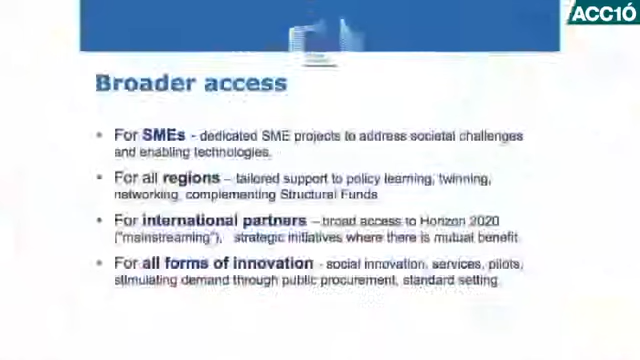 ACCIÓ
Broader access
• For SMEs - dedicated SME projects to address societal challenges
and enabling technologies.
• For all regions – tailored support to policy learning, twinning,
networking, complementing Structural Funds
• For international partners – broad access to Horizon 2020
("mainstreaming"), strategic initiatives where there is mutual benefit
• For all forms of innovation - social innovation, services, pilots,
stimulating demand through public procurement, standard setting